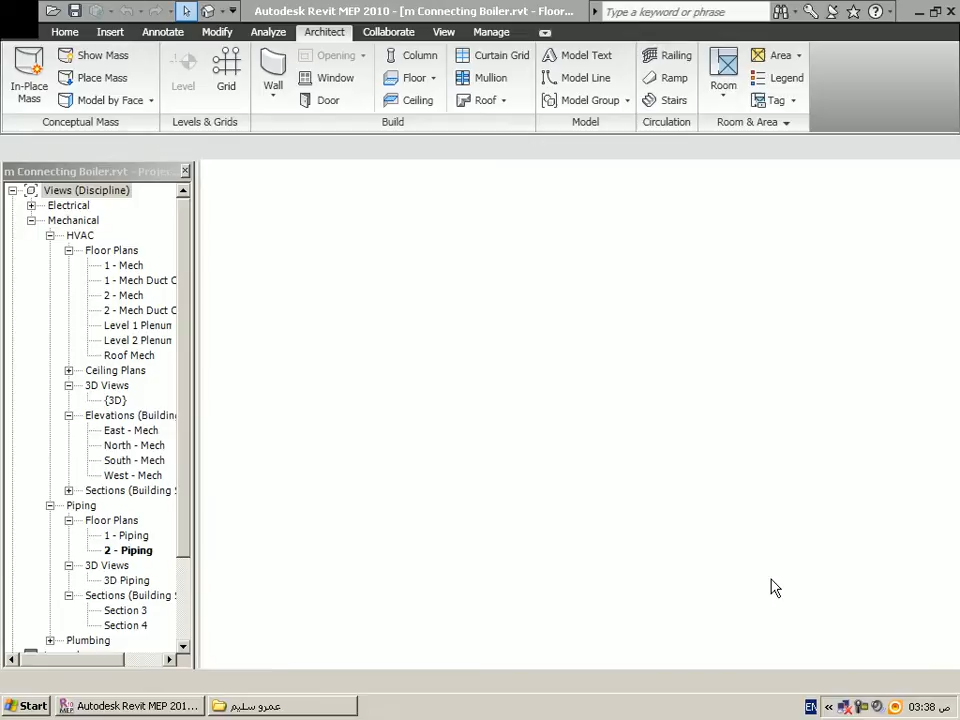 Autodesk Revit MEP 2010 - [m Connecting Boiler.rvt - Floor...
Type a keyword or phrase
Home Insert Annotate Modify Analyze Architect Collaborate View Manage
In-Place Mass
Show Mass
Place Mass
Model by Face
Conceptual Mass
Level
Grid
Levels & Grids
Wall
Opening
Window
Door
Column
Floor
Ceiling
Curtain Grid
Mullion
Roof
Build
Model Text
Model Line
Model Group
Model
Railing
Ramp
Stairs
Circulation
Room
Area
Legend
Tag
Room & Area
m Connecting Boiler.rvt - Proje
Views (Discipline)
Electrical
Mechanical
HVAC
Floor Plans
1 - Mech
1 - Mech Duct C
2 - Mech
2 - Mech Duct C
Level 1 Plenum
Level 2 Plenum
Roof Mech
Ceiling Plans
3D Views
{3D}
Elevations (Building
East - Mech
North - Mech
South - Mech
West - Mech
Sections (Building S
Piping
Floor Plans
1 - Piping
2 - Piping
3D Views
3D Piping
Sections (Building S
Section 3
Section 4
Plumbing
Start
Autodesk Revit MEP 201...
عمرو سليم
EN
03:38 ص